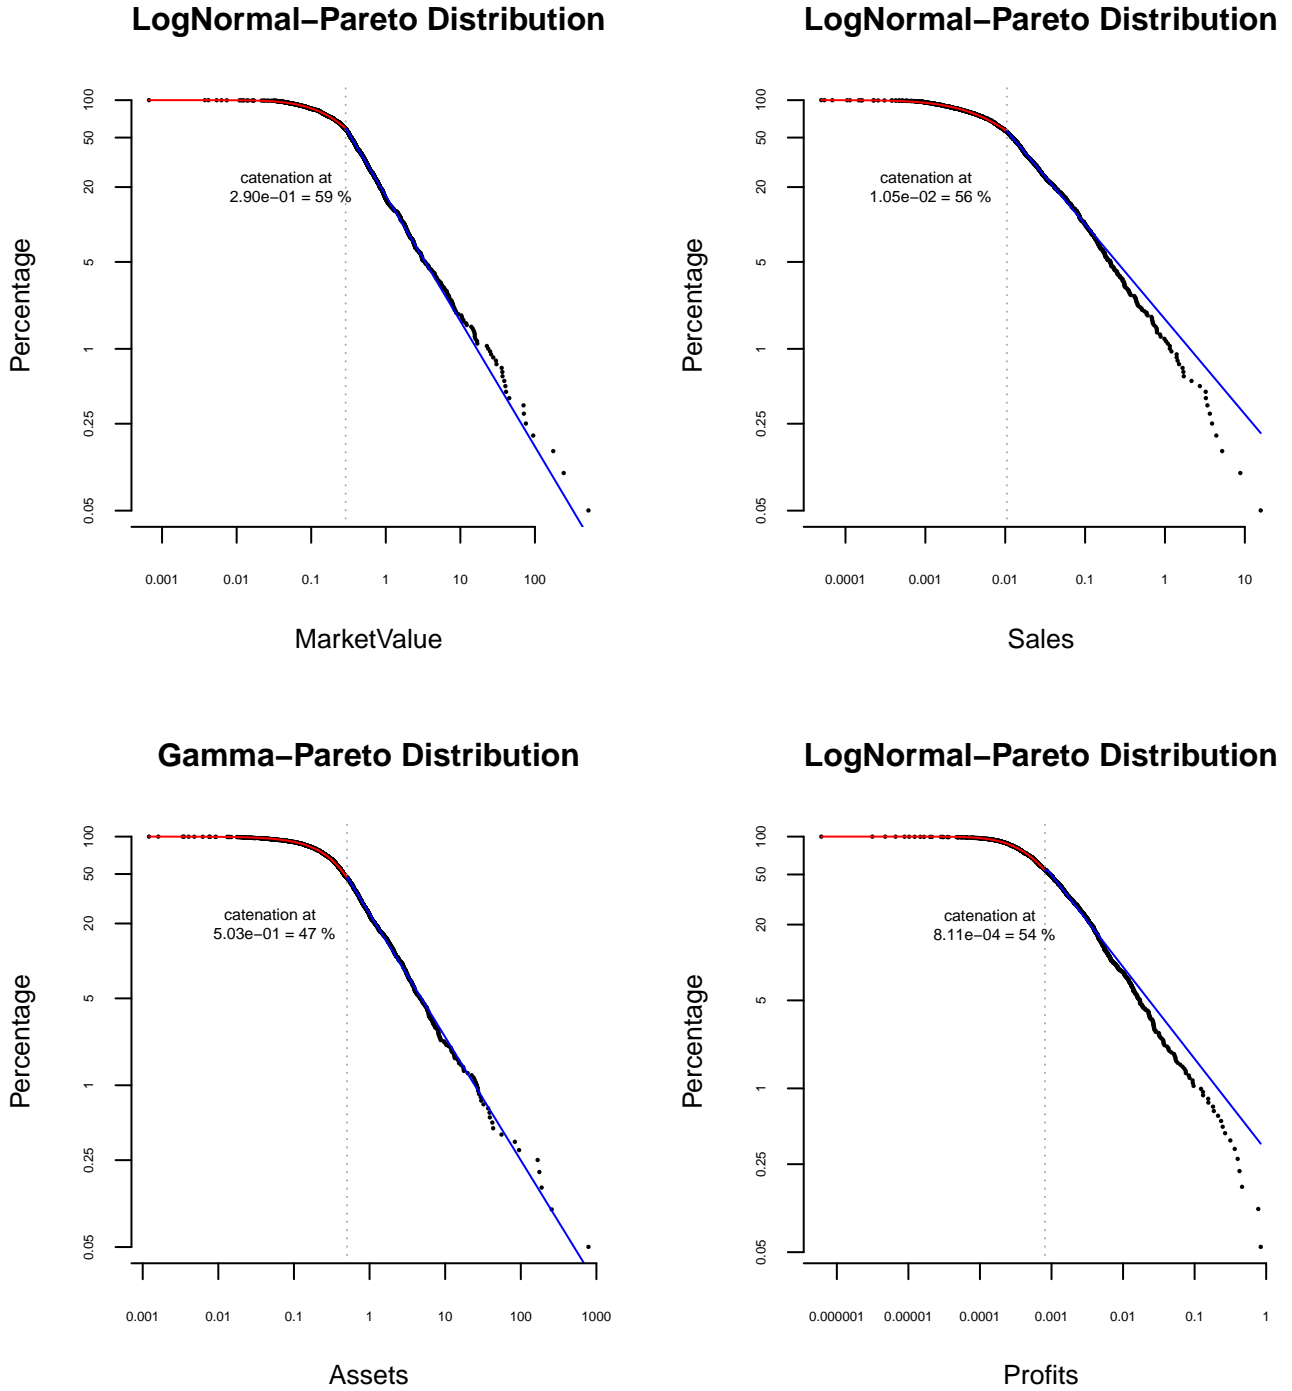 LogNormal−Pareto Distribution
Percentage
100
50
20
5
1
0.25
0.05
catenation at
2.90e−01 = 59 %
0.001 0.01 0.1 1 10 100
MarketValue
LogNormal−Pareto Distribution
Percentage
100
50
20
5
1
0.25
0.05
catenation at
1.05e−02 = 56 %
0.0001 0.001 0.01 0.1 1 10
Sales
Gamma−Pareto Distribution
Percentage
100
50
20
5
1
0.25
0.05
catenation at
5.03e−01 = 47 %
0.001 0.01 0.1 1 10 100 1000
Assets
LogNormal−Pareto Distribution
Percentage
100
50
20
5
1
0.25
0.05
catenation at
8.11e−04 = 54 %
0.000001 0.00001 0.0001 0.001 0.01 0.1 1
Profits